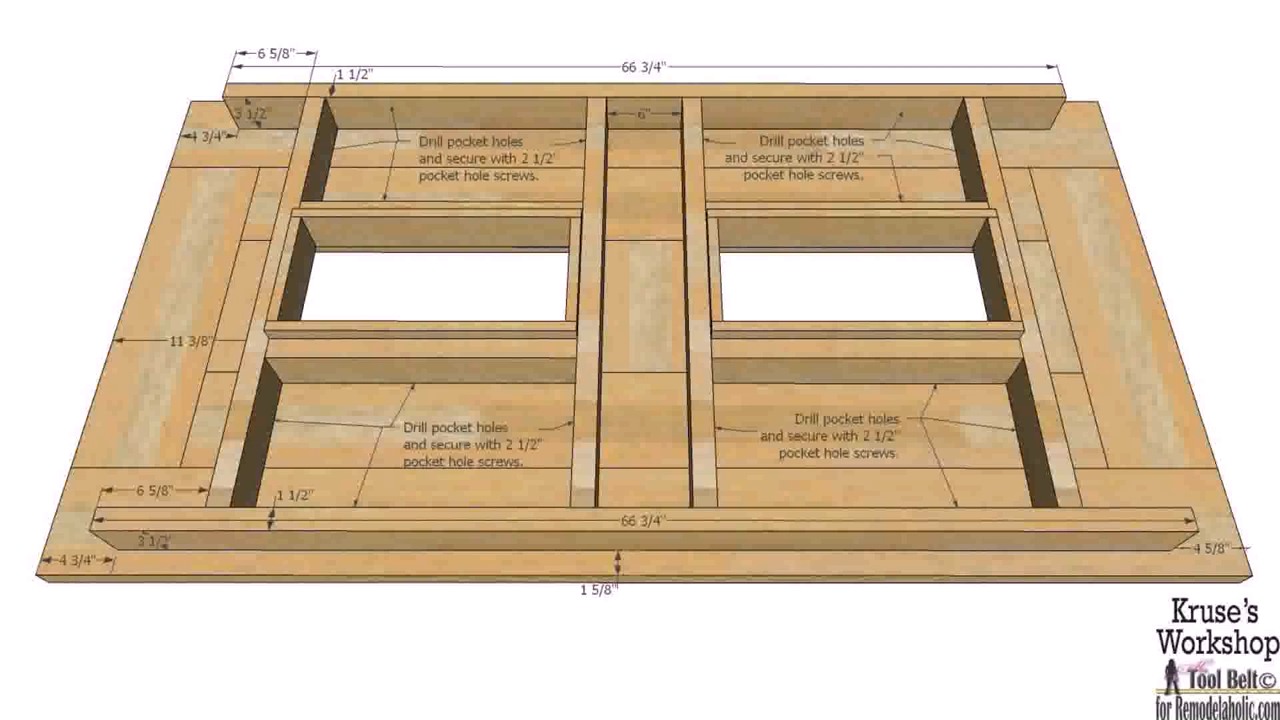 6 5/8"
66 3/4"
1 1/2"
3 1/2"
6"
4 3/4"
Drill pocket holes
and secure with 2 1/2"
pocket hole screws.
Drill pocket holes
and secure with 2 1/2"
pocket hole screws.
11 3/8"
Drill pocket holes
and secure with 2 1/2"
pocket hole screws.
Drill pocket holes
and secure with 2 1/2"
pocket hole screws.
6 5/8"
1 1/2"
66 3/4"
3 1/2"
4 3/4"
4 5/8"
1 5/8"
Kruse's
Workshop
Tool Belt©
for Remodelaholic.com